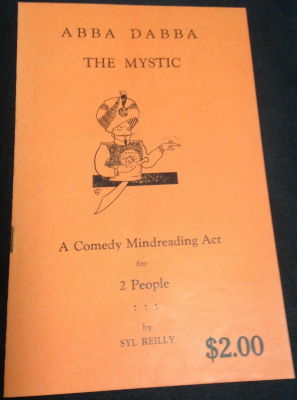 ABBA DABBA
THE MYSTIC
A Comedy Mindreading Act
for
2 People
: : :
by
SYL REILLY
$2.00